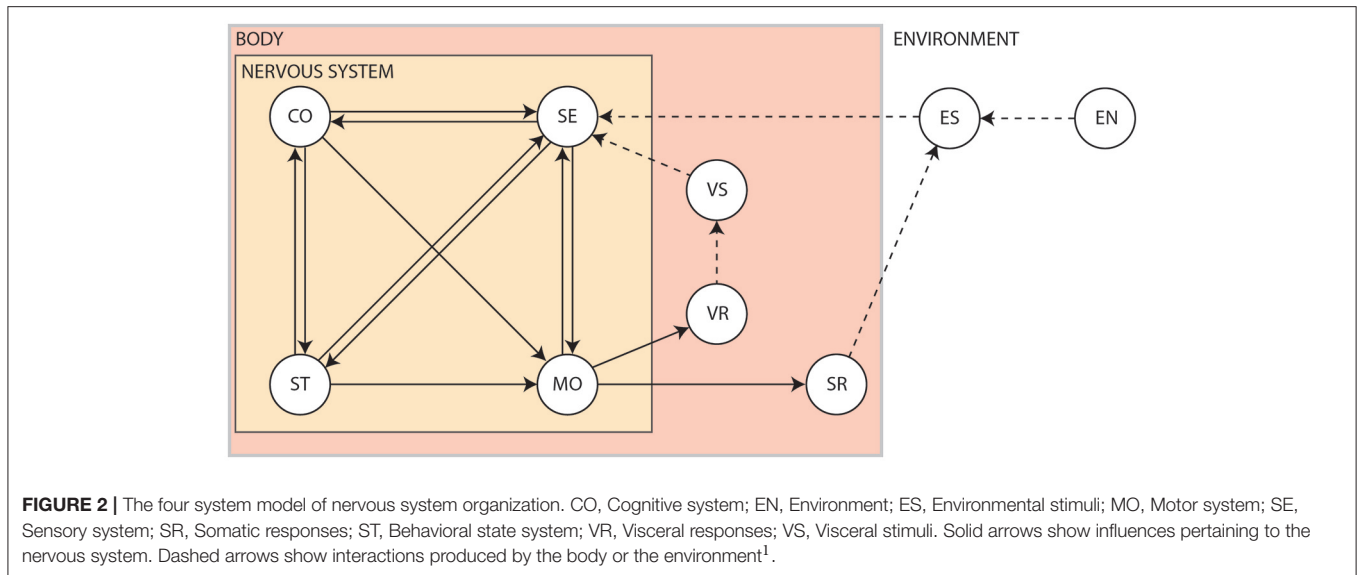 BODY
ENVIRONMENT
NERVOUS SYSTEM
CO
SE
ES
EN
VS
VR
ST
MO
SR
FIGURE 2 | The four system model of nervous system organization. CO, Cognitive system; EN, Environment; ES, Environmental stimuli; MO, Motor system; SE,
Sensory system; SR, Somatic responses; ST, Behavioral state system; VR, Visceral responses; VS, Visceral stimuli. Solid arrows show influences pertaining to the
nervous system. Dashed arrows show interactions produced by the body or the environment¹.